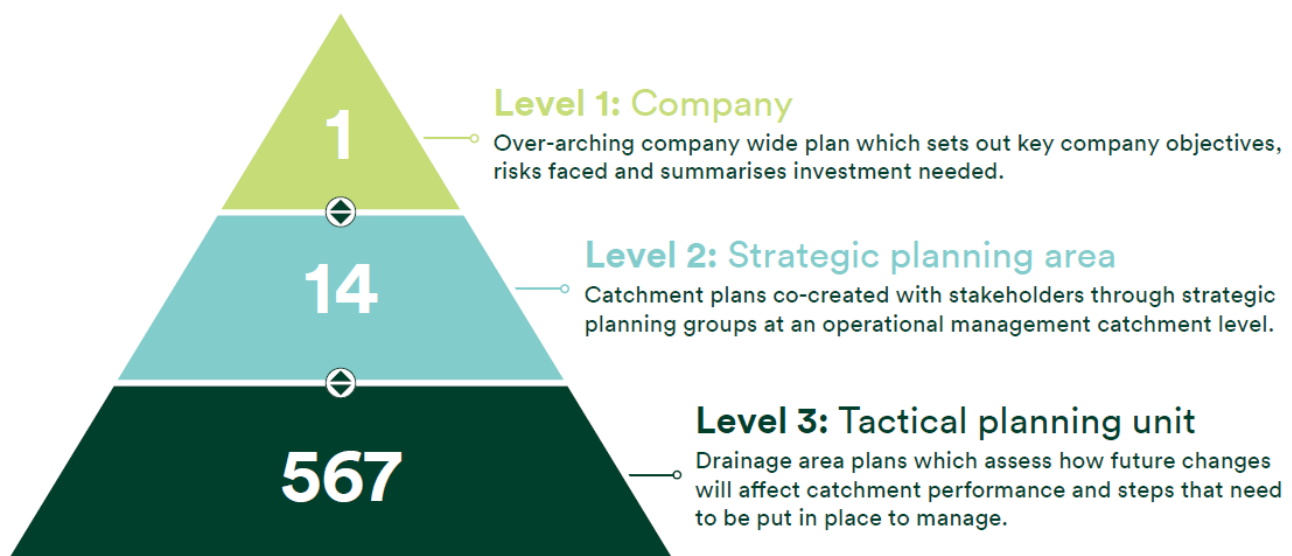 1
Level 1: Company
Over-arching company wide plan which sets out key company objectives,
risks faced and summarises investment needed.
14
Level 2: Strategic planning area
Catchment plans co-created with stakeholders through strategic
planning groups at an operational management catchment level.
567
Level 3: Tactical planning unit
Drainage area plans which assess how future changes
will affect catchment performance and steps that need
to be put in place to manage.